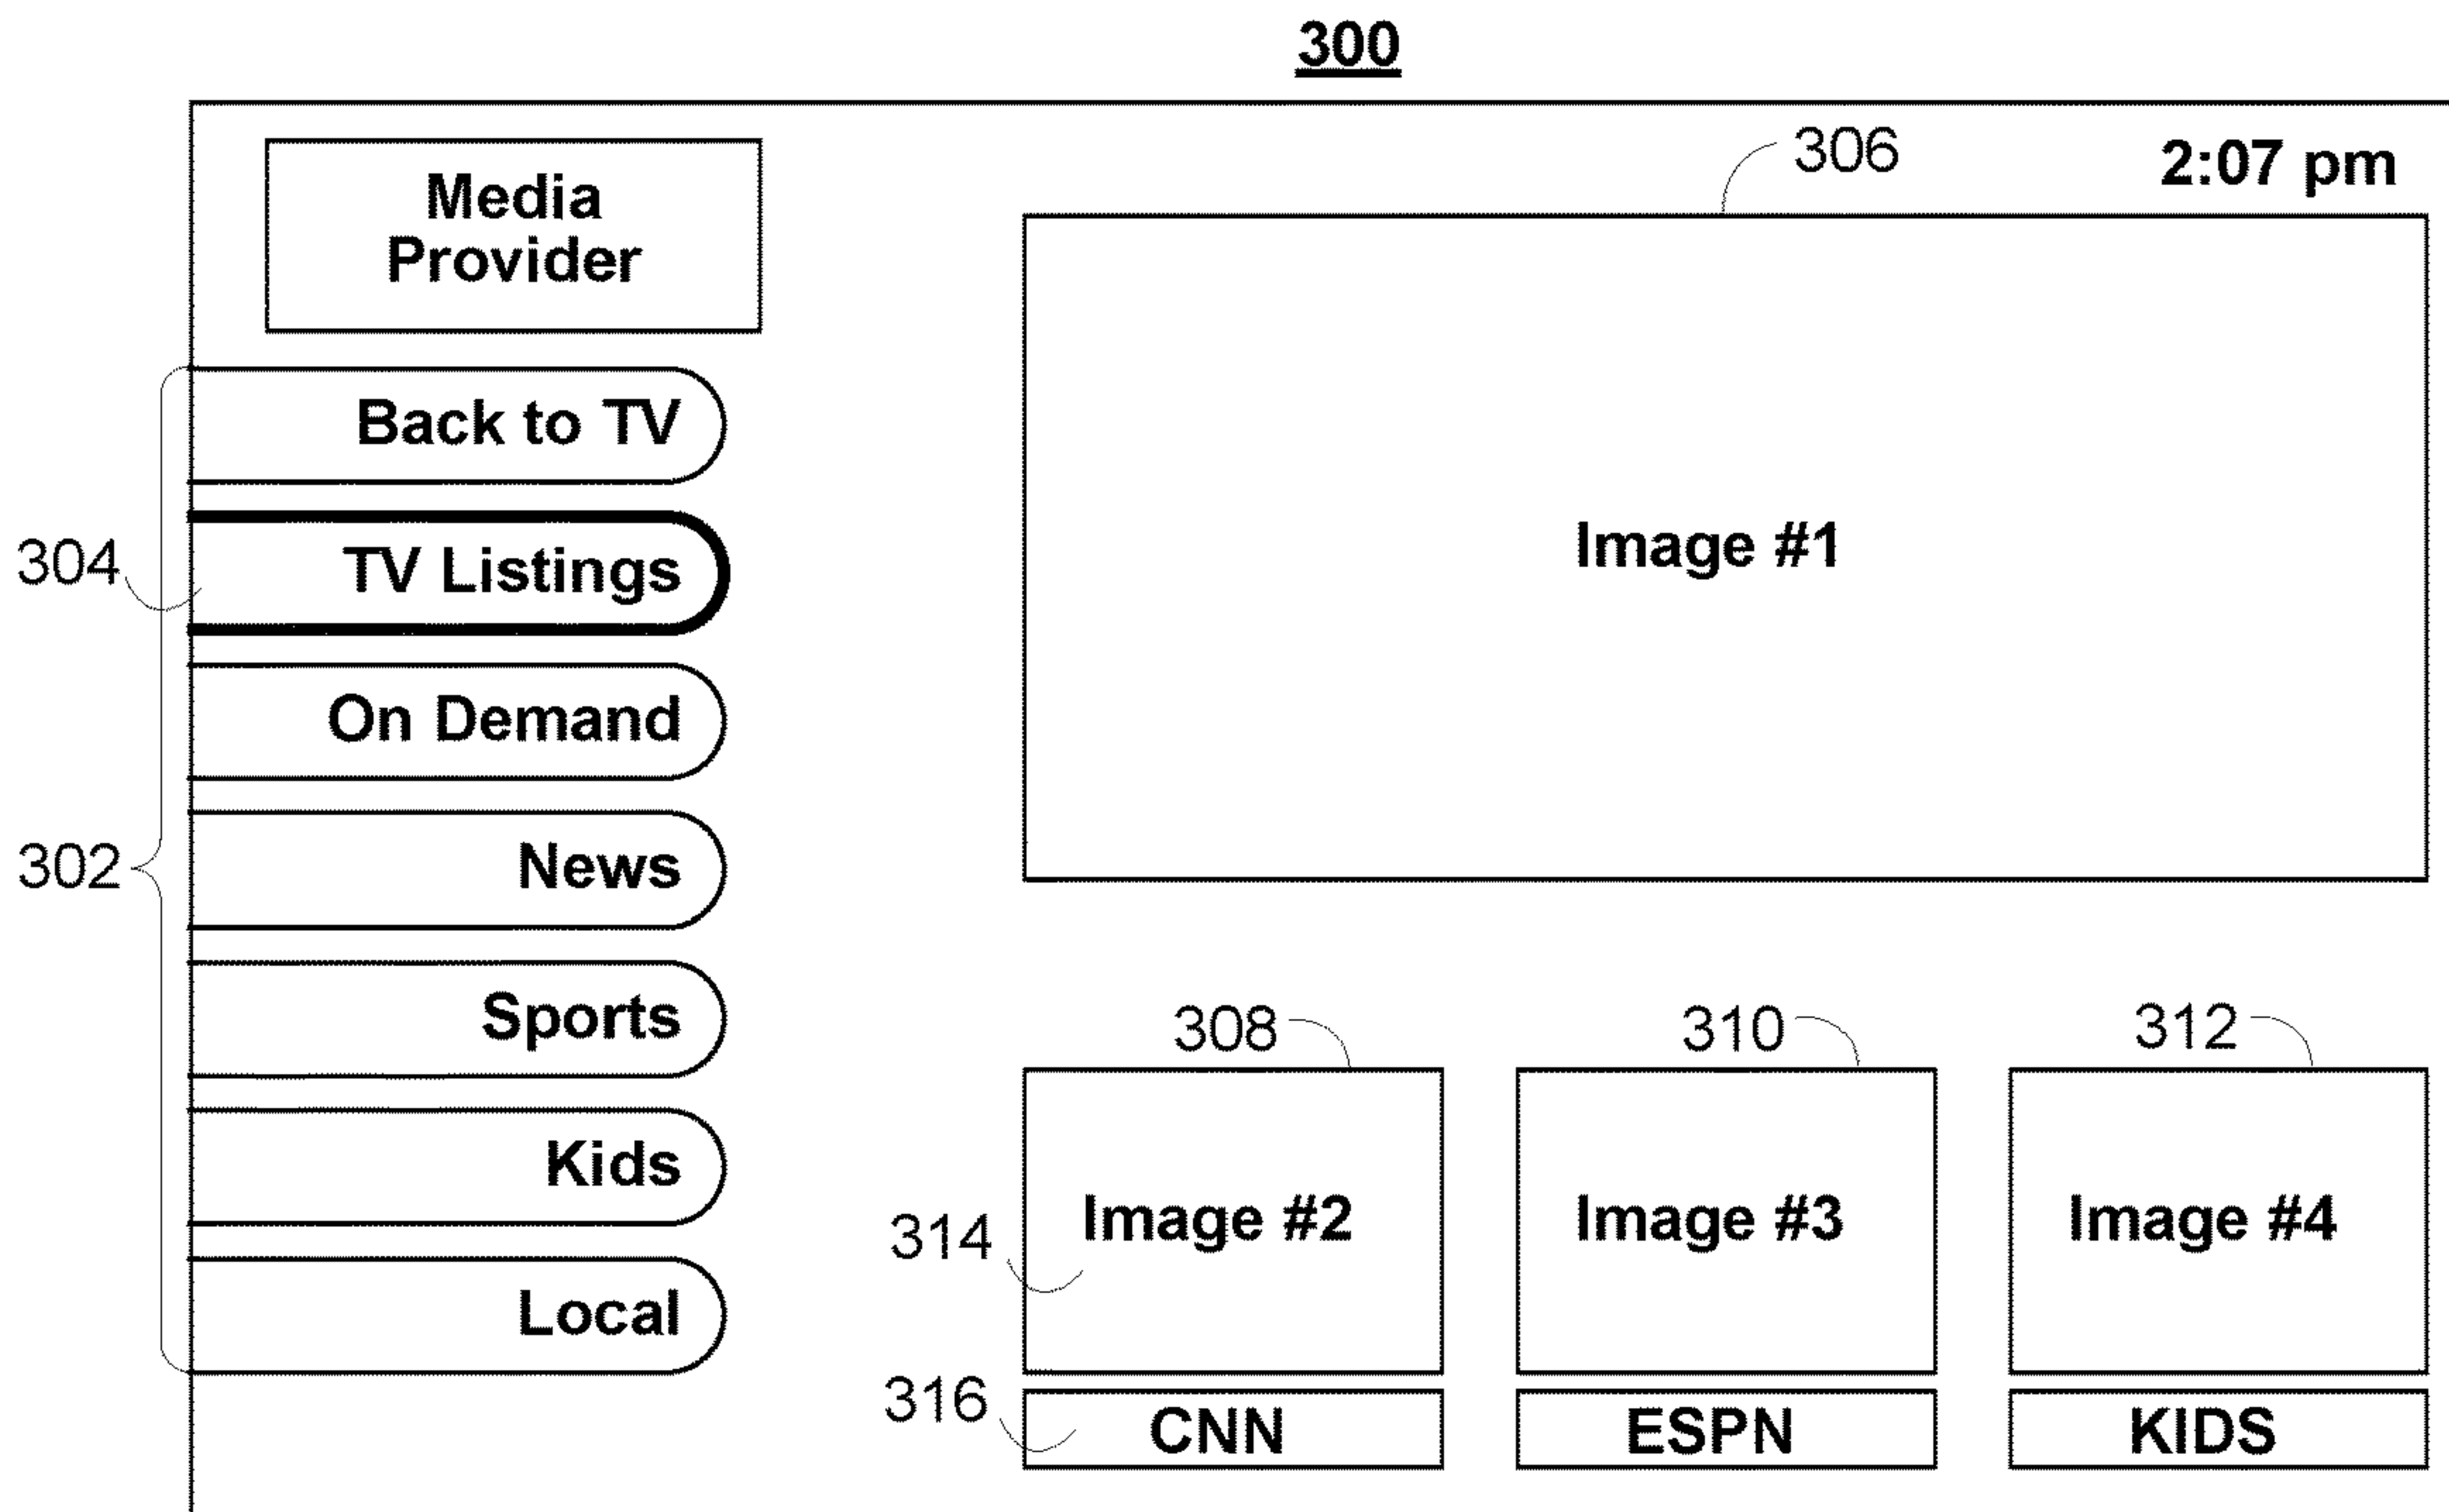 300
306
2:07 pm
Media
Provider
Back to TV
304
TV Listings
Image #1
On Demand
302
News
Sports
308
310
312
Kids
314
Image #2
Image #3
Image #4
Local
316
CNN
ESPN
KIDS